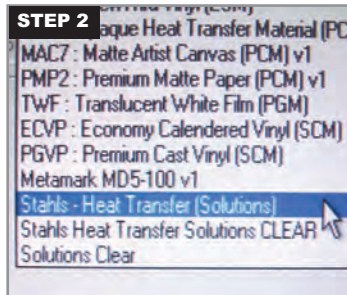 STEP 2
aque Heat Transfer Material (PC
MAC7 : Matte Artist Canvas (PCM) v1
PMP2 : Premium Matte Paper (PCM) v1
TWF : Translucent White Film (PGM)
ECVP : Economy Calendered Vinyl (SCM)
PGVP : Premium Cast Vinyl (SCM)
Metamark MD5-100 v1
Stahls - Heat Transfer (Solutions)
Stahls Heat Transfer Solutions CLEAR
Solutions Clear